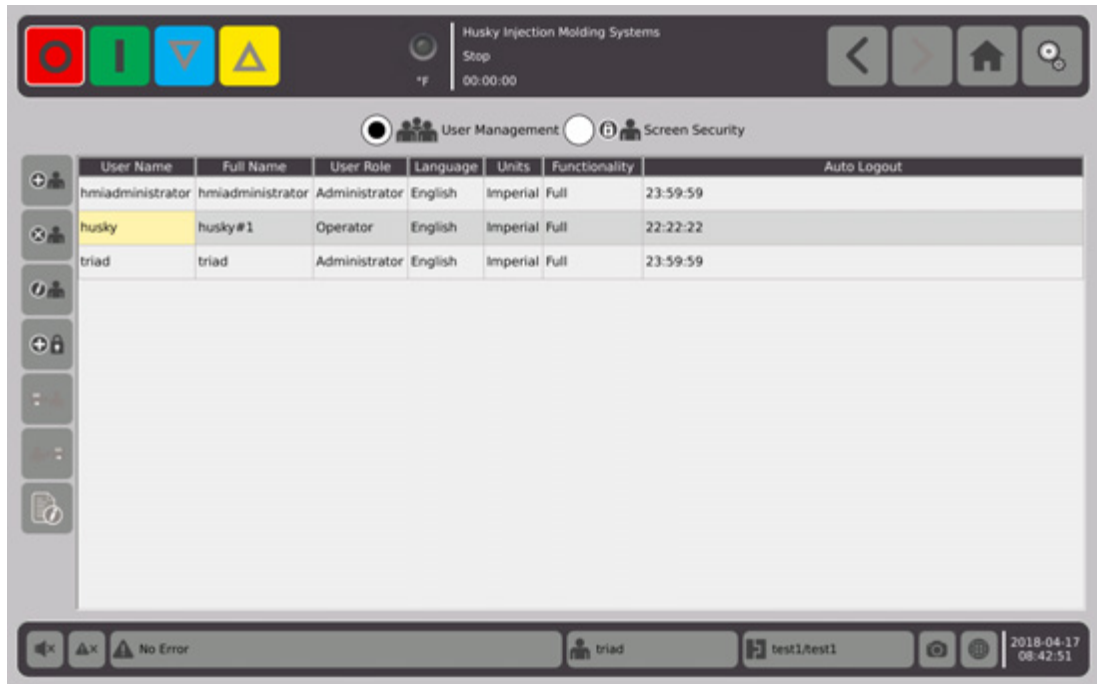 Husky Injection Molding Systems
Stop
°F 00:00:00
User Management Screen Security
User Name Full Name User Role Language Units Functionality Auto Logout
hmiadministrator hmiadministrator Administrator English Imperial Full 23:59:59
husky husky#1 Operator English Imperial Full 22:22:22
triad triad Administrator English Imperial Full 23:59:59
No Error triad test1/test1 2018-04-17
08:42:51